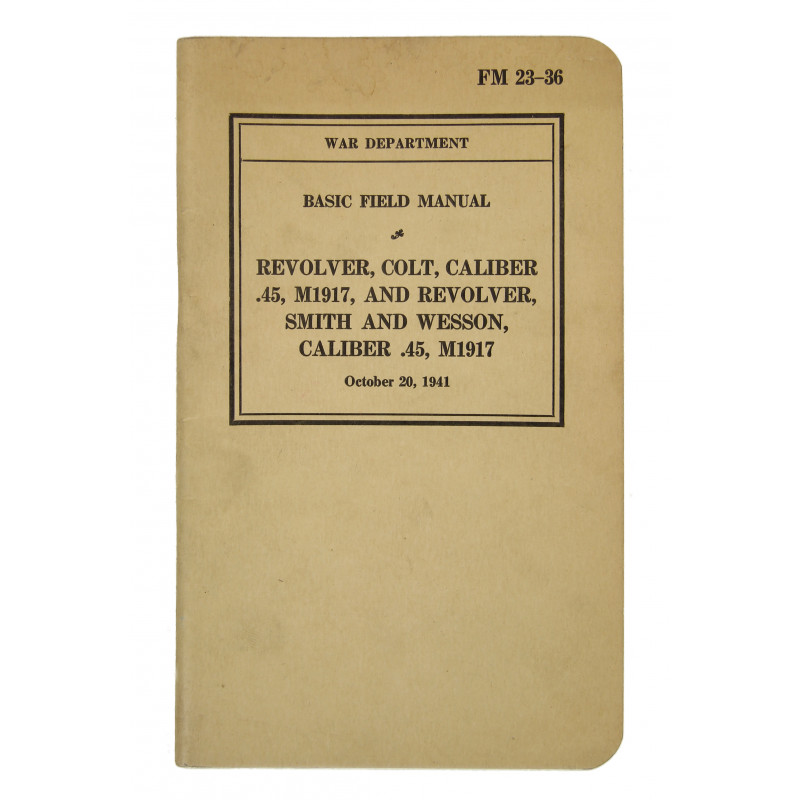 FM 23–36
WAR DEPARTMENT
BASIC FIELD MANUAL
REVOLVER, COLT, CALIBER
.45, M1917, AND REVOLVER,
SMITH AND WESSON,
CALIBER .45, M1917
October 20, 1941